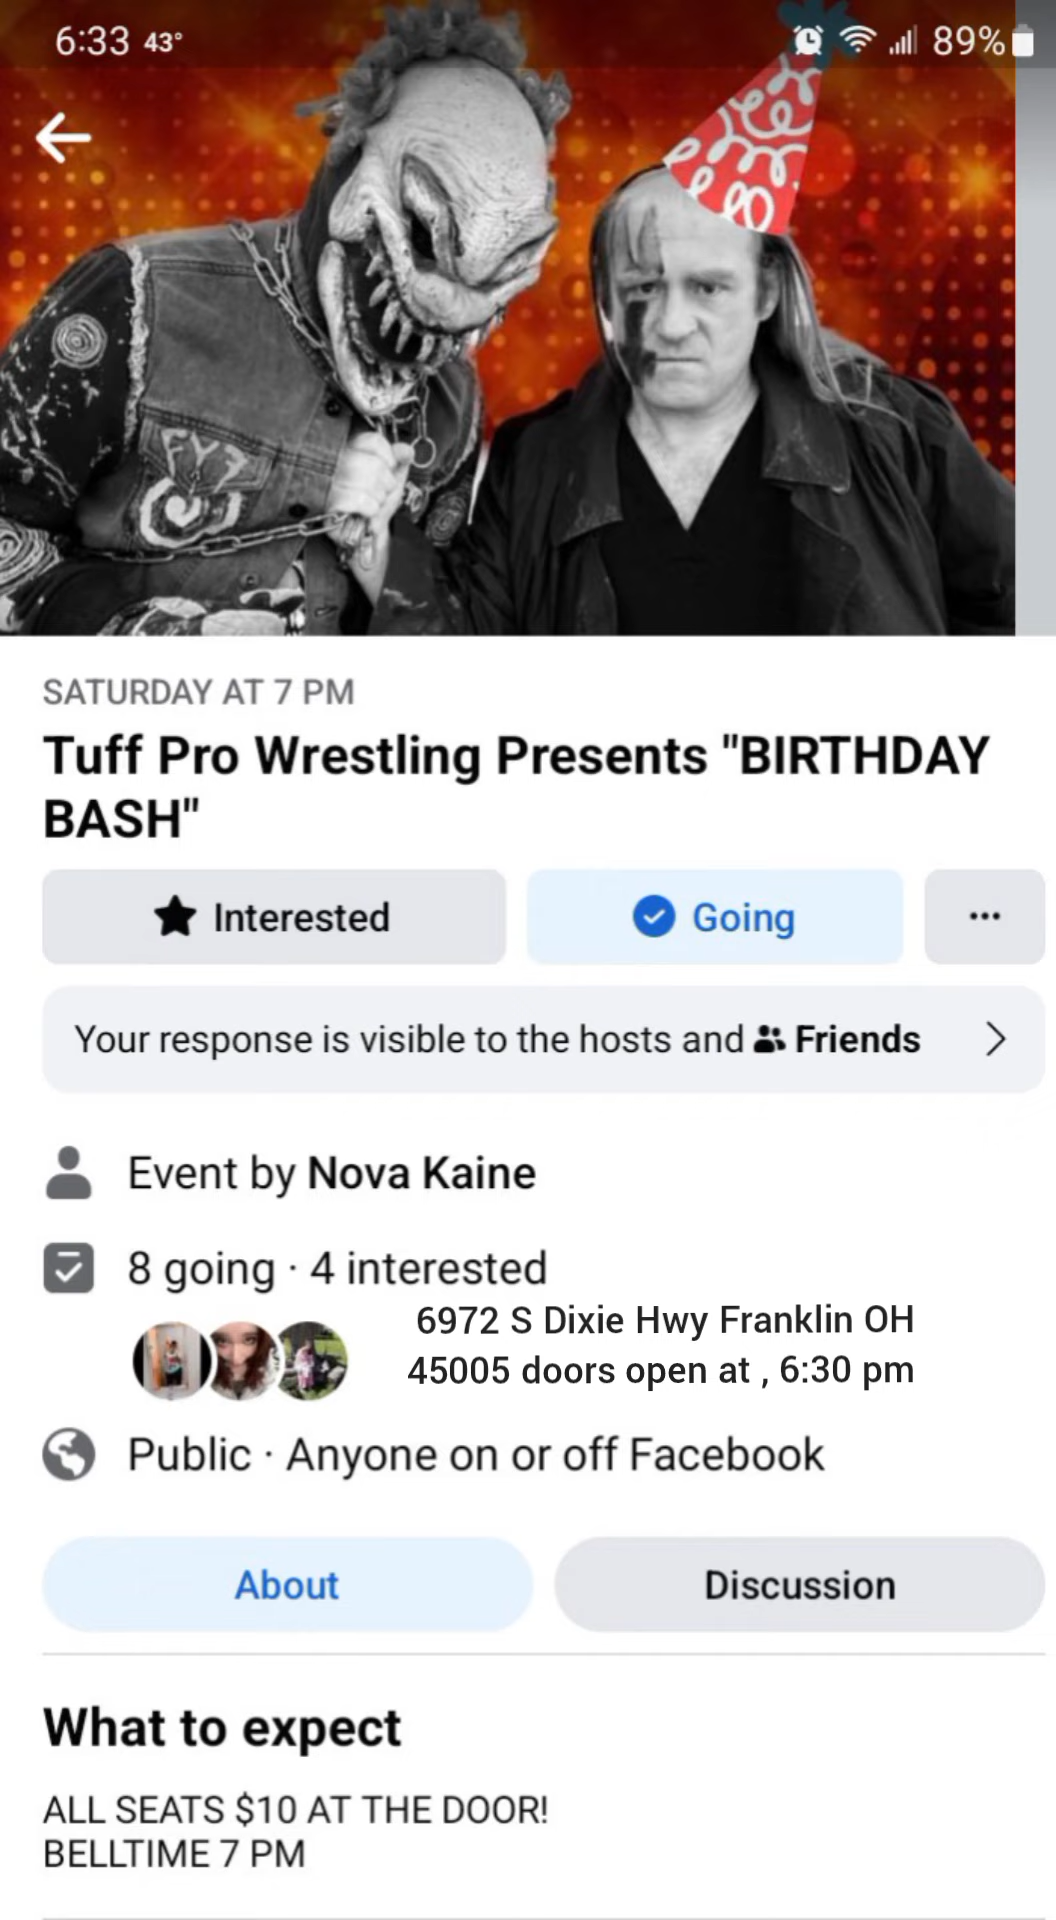 6:33 43° 89%
FYF
SATURDAY AT 7 PM
Tuff Pro Wrestling Presents "BIRTHDAY
BASH"
Interested Going
Your response is visible to the hosts and Friends
Event by Nova Kaine
8 going · 4 interested
6972 S Dixie Hwy Franklin OH
45005 doors open at , 6:30 pm
Public · Anyone on or off Facebook
About Discussion
What to expect
ALL SEATS $10 AT THE DOOR!
BELLTIME 7 PM